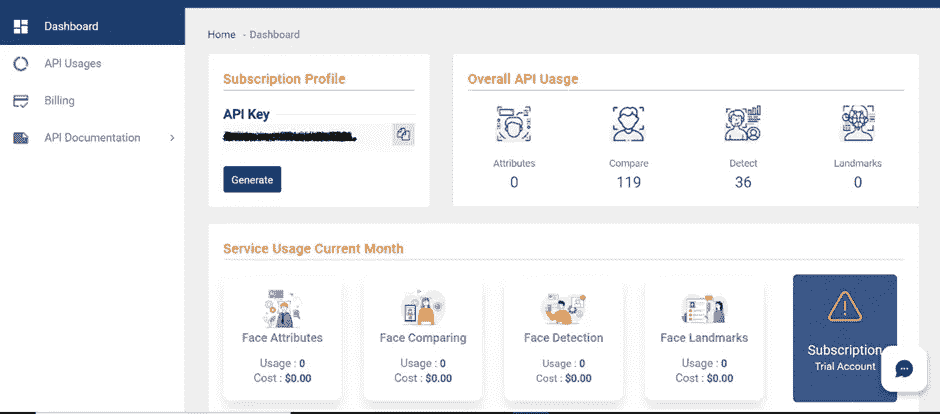 Dashboard
API Usages
Billing
API Documentation
Home - Dashboard
Subscription Profile
API Key
Generate
Overall API Uasge
Attributes
0
Compare
119
Detect
36
Landmarks
0
Service Usage Current Month
Face Attributes
Usage : 0
Cost : $0.00
Face Comparing
Usage : 0
Cost : $0.00
Face Detection
Usage : 0
Cost : $0.00
Face Landmarks
Usage : 0
Cost : $0.00
Subscription
Trial Account